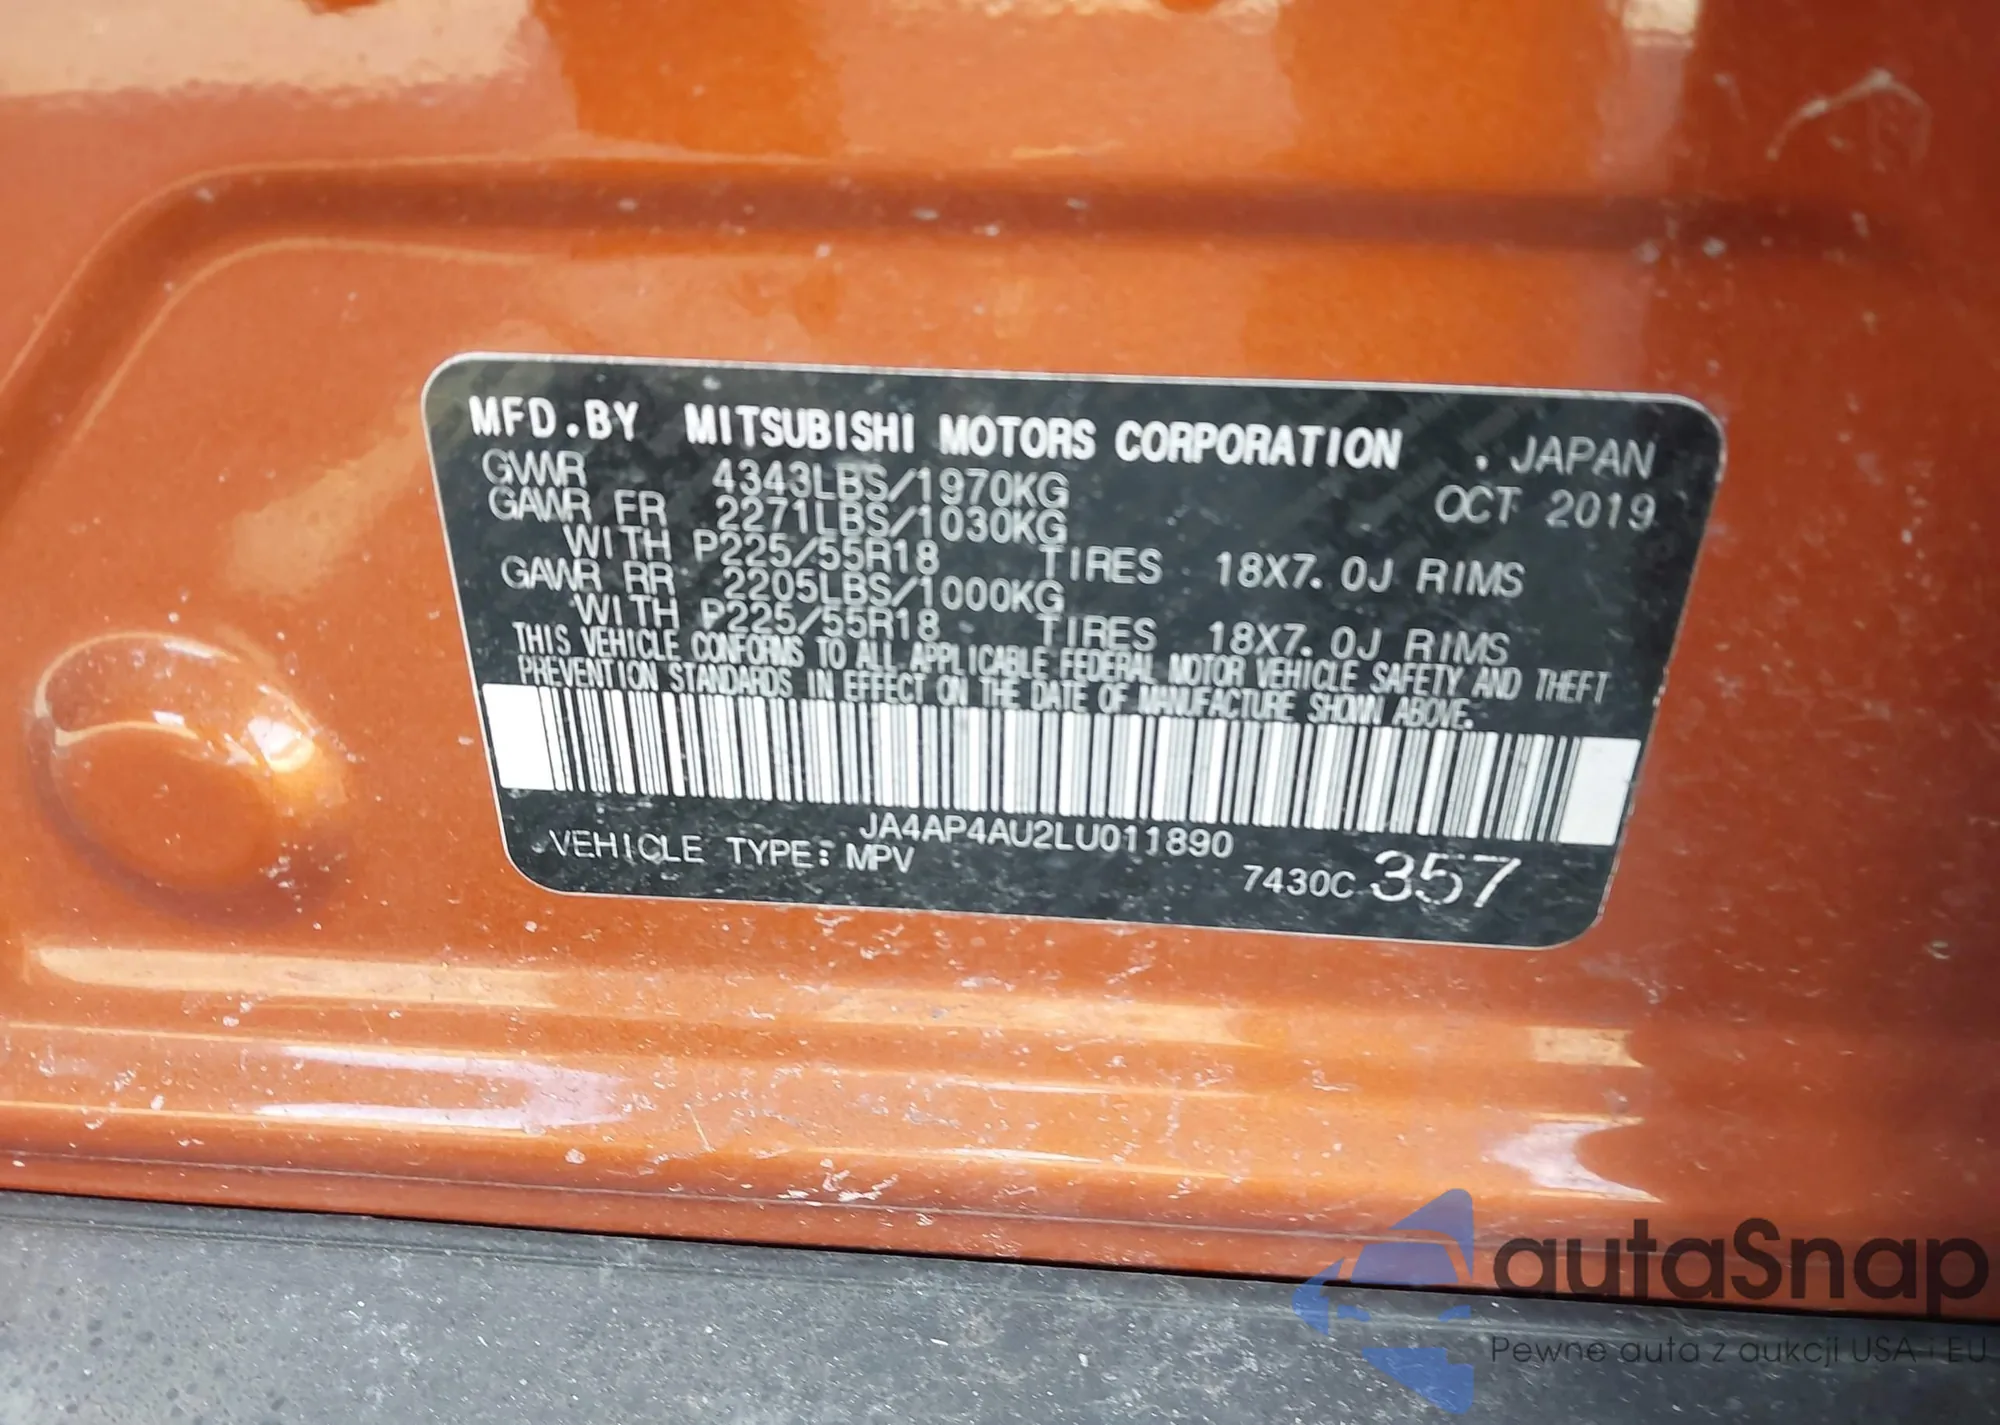 MFD.BY MITSUBISHI MOTORS CORPORATION . JAPAN
GVWR 4343LBS/1970KG OCT 2019
GAWR FR 2271LBS/1030KG
WITH P225/55R18 TIRES 18X7.0J RIMS
GAWR RR 2205LBS/1000KG
WITH P225/55R18 TIRES 18X7.0J RIMS
THIS VEHICLE CONFORMS TO ALL APPLICABLE FEDERAL MOTOR VEHICLE SAFETY AND THEFT
PREVENTION STANDARDS IN EFFECT ON THE DATE OF MANUFACTURE SHOWN ABOVE.
JA4AP4AU2LU011890
VEHICLE TYPE: MPV
7430C 357
autaSnap
Pewne auta z aukcji USA i EU